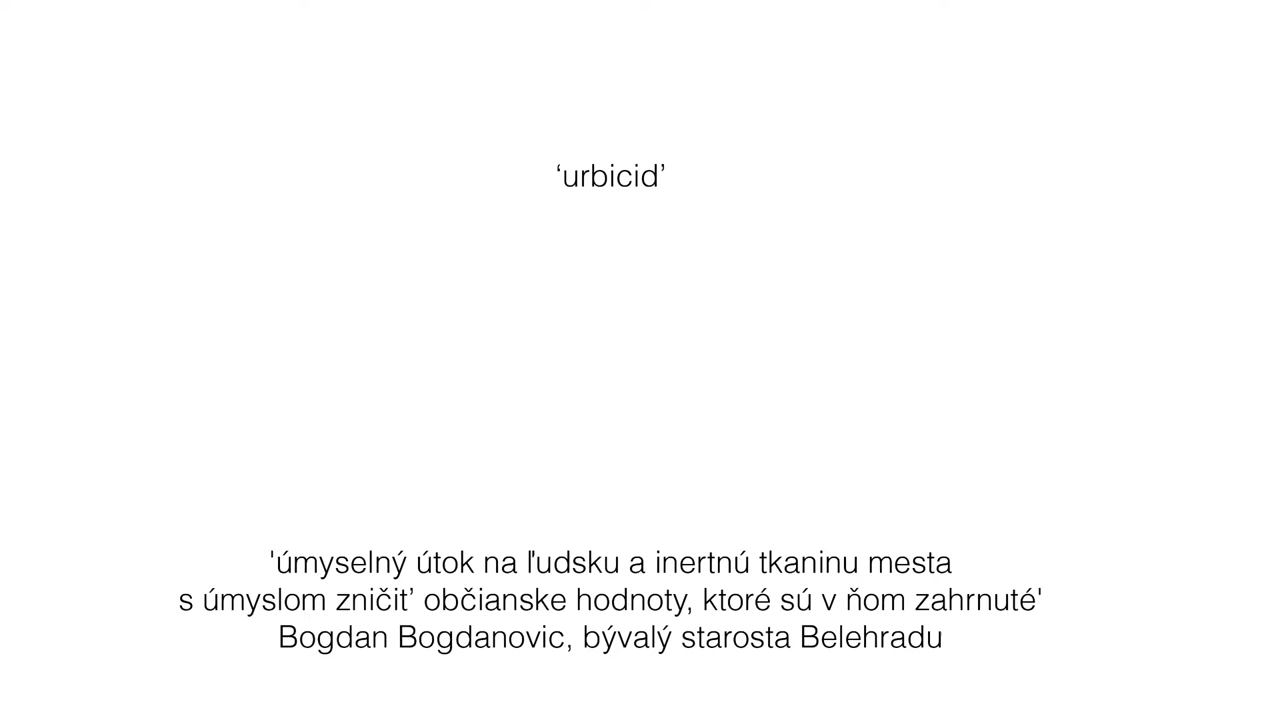 ‘urbicid’
'úmyselný útok na ľudsku a inertnú tkaninu mesta
s úmyslom zničit’ občianske hodnoty, ktoré sú v ňom zahrnuté'
Bogdan Bogdanovic, bývalý starosta Belehradu